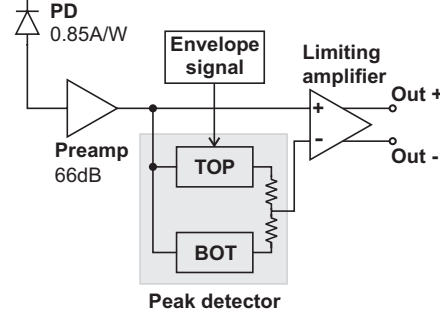 PD
0.85A/W
Envelope
signal
Limiting
amplifier
Out +
Preamp
66dB
+
-
Out -
TOP
BOT
Peak detector